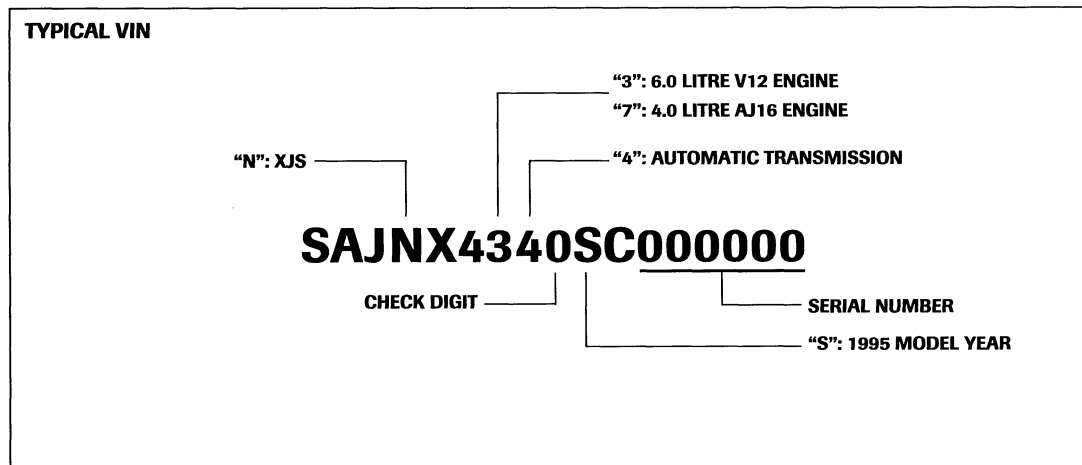 TYPICAL VIN
“3”: 6.0 LITRE V12 ENGINE
“7”: 4.0 LITRE AJ16 ENGINE
“N”: XJS
“4”: AUTOMATIC TRANSMISSION
SAJNX4340SC000000
CHECK DIGIT
SERIAL NUMBER
“S”: 1995 MODEL YEAR